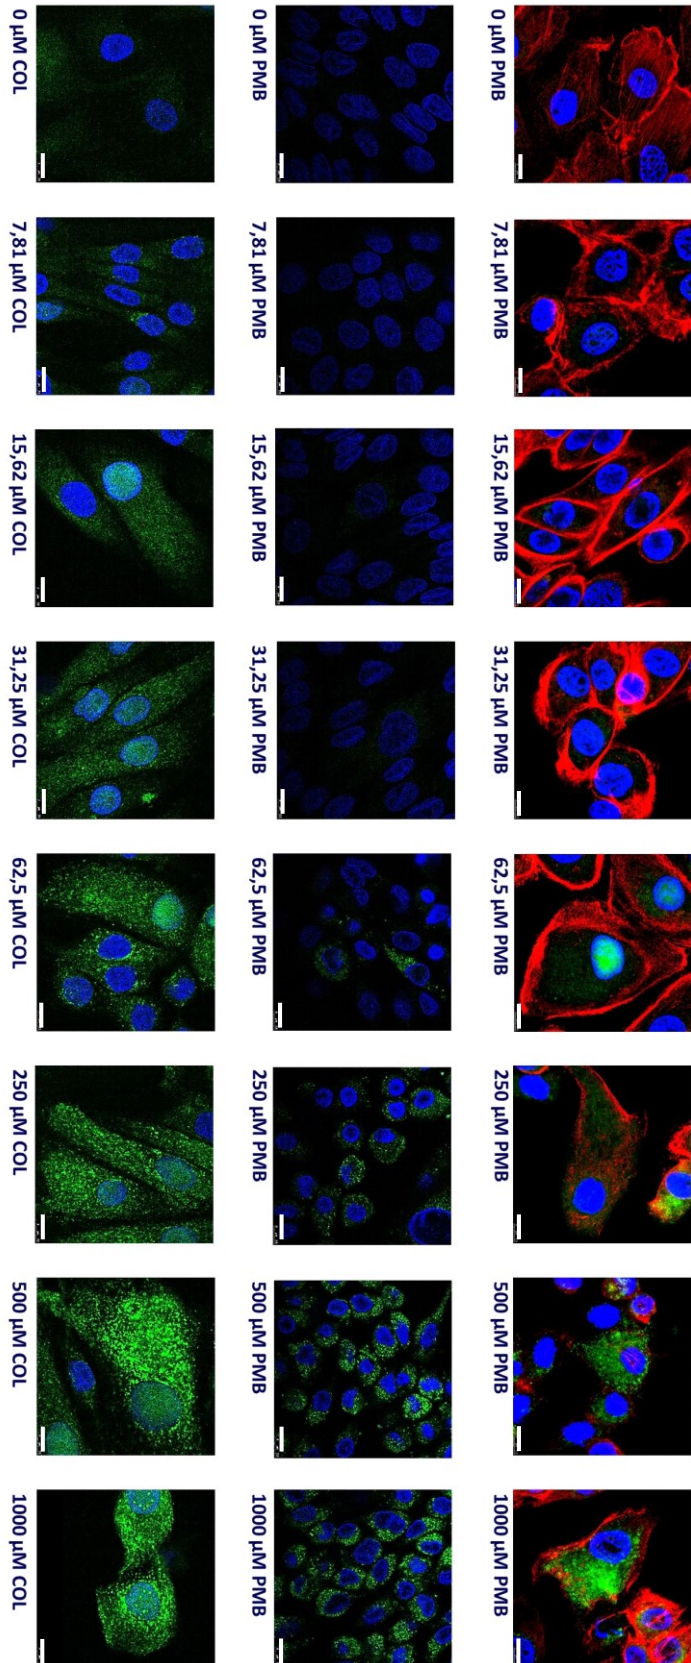 0 μM PMB
7,81 μM PMB
15,62 μM PMB
31,25 μM PMB
62,5 μM PMB
250 μM PMB
500 μM PMB
1000 μM PMB
0 μM PMB
7,81 μM PMB
15,62 μM PMB
31,25 μM PMB
62,5 μM PMB
250 μM PMB
500 μM PMB
1000 μM PMB
0 μM COL
7,81 μM COL
15,62 μM COL
31,25 μM COL
62,5 μM COL
250 μM COL
500 μM COL
1000 μM COL